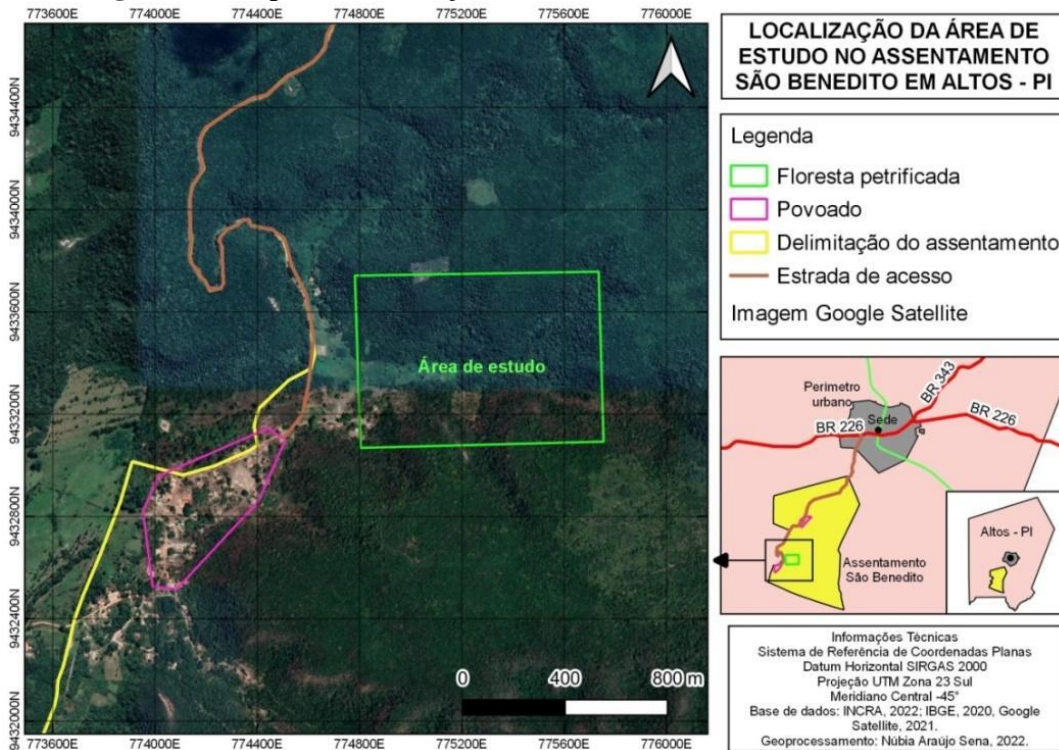 773600E 774000E 774400E 774800E 775200E 775600E 776000E
9434400N
9434000N
9433600N
9433200N
9432800N
9432400N
9432000N
Área de estudo
0 400 800 m
773600E 774000E 774400E 774800E 775200E 775600E 776000E
LOCALIZAÇÃO DA ÁREA DE
ESTUDO NO ASSENTAMENTO
SÃO BENEDITO EM ALTOS - PI
Legenda
Floresta petrificada
Povoado
Delimitação do assentamento
Estrada de acesso
Imagem Google Satellite
Perimetro
urbano
BR 343
Sede
BR 226
BR 226
Altos - PI
Assentamento
São Benedito
Informações Técnicas
Sistema de Referência de Coordenadas Planas
Datum Horizontal SIRGAS 2000
Projeção UTM Zona 23 Sul
Meridiano Central -45°
Base de dados: INCRA, 2022; IBGE, 2020, Google
Satellite, 2021.
Geoprocessamento: Núbia Araújo Sena, 2022.